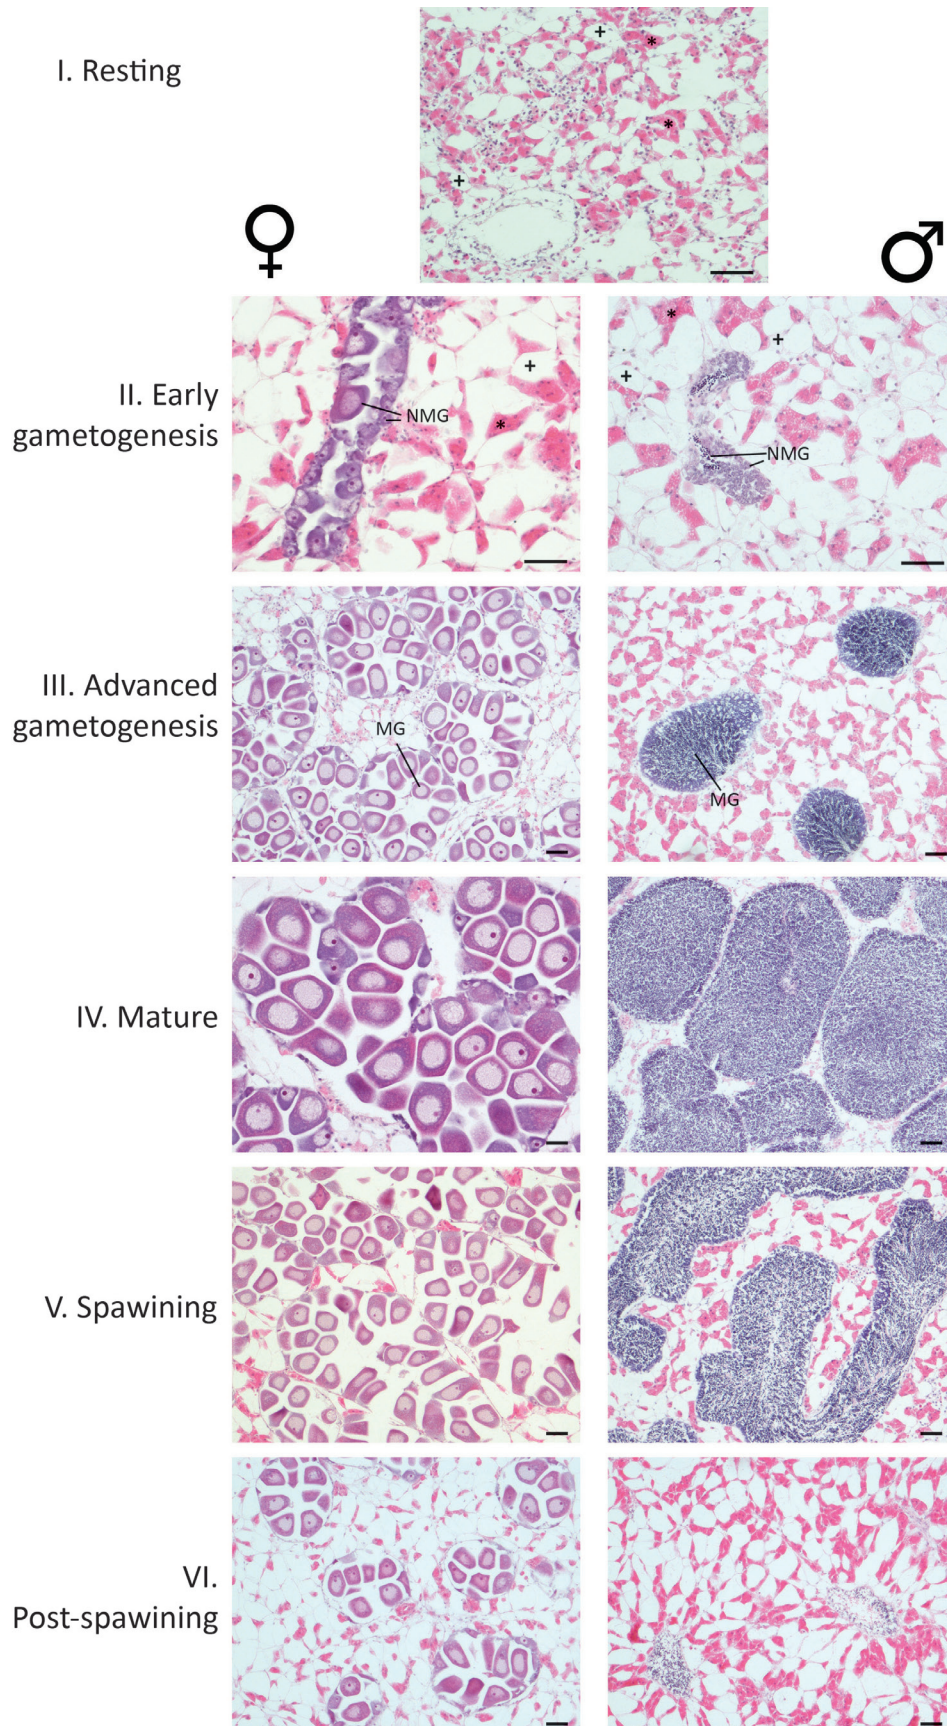 I. Resting
+
*
*
+
♀
♂
II. Early
gametogenesis
+
NMG
*
*
+
+
NMG
III. Advanced
gametogenesis
MG
MG
IV. Mature
V. Spawining
VI.
Post-spawining